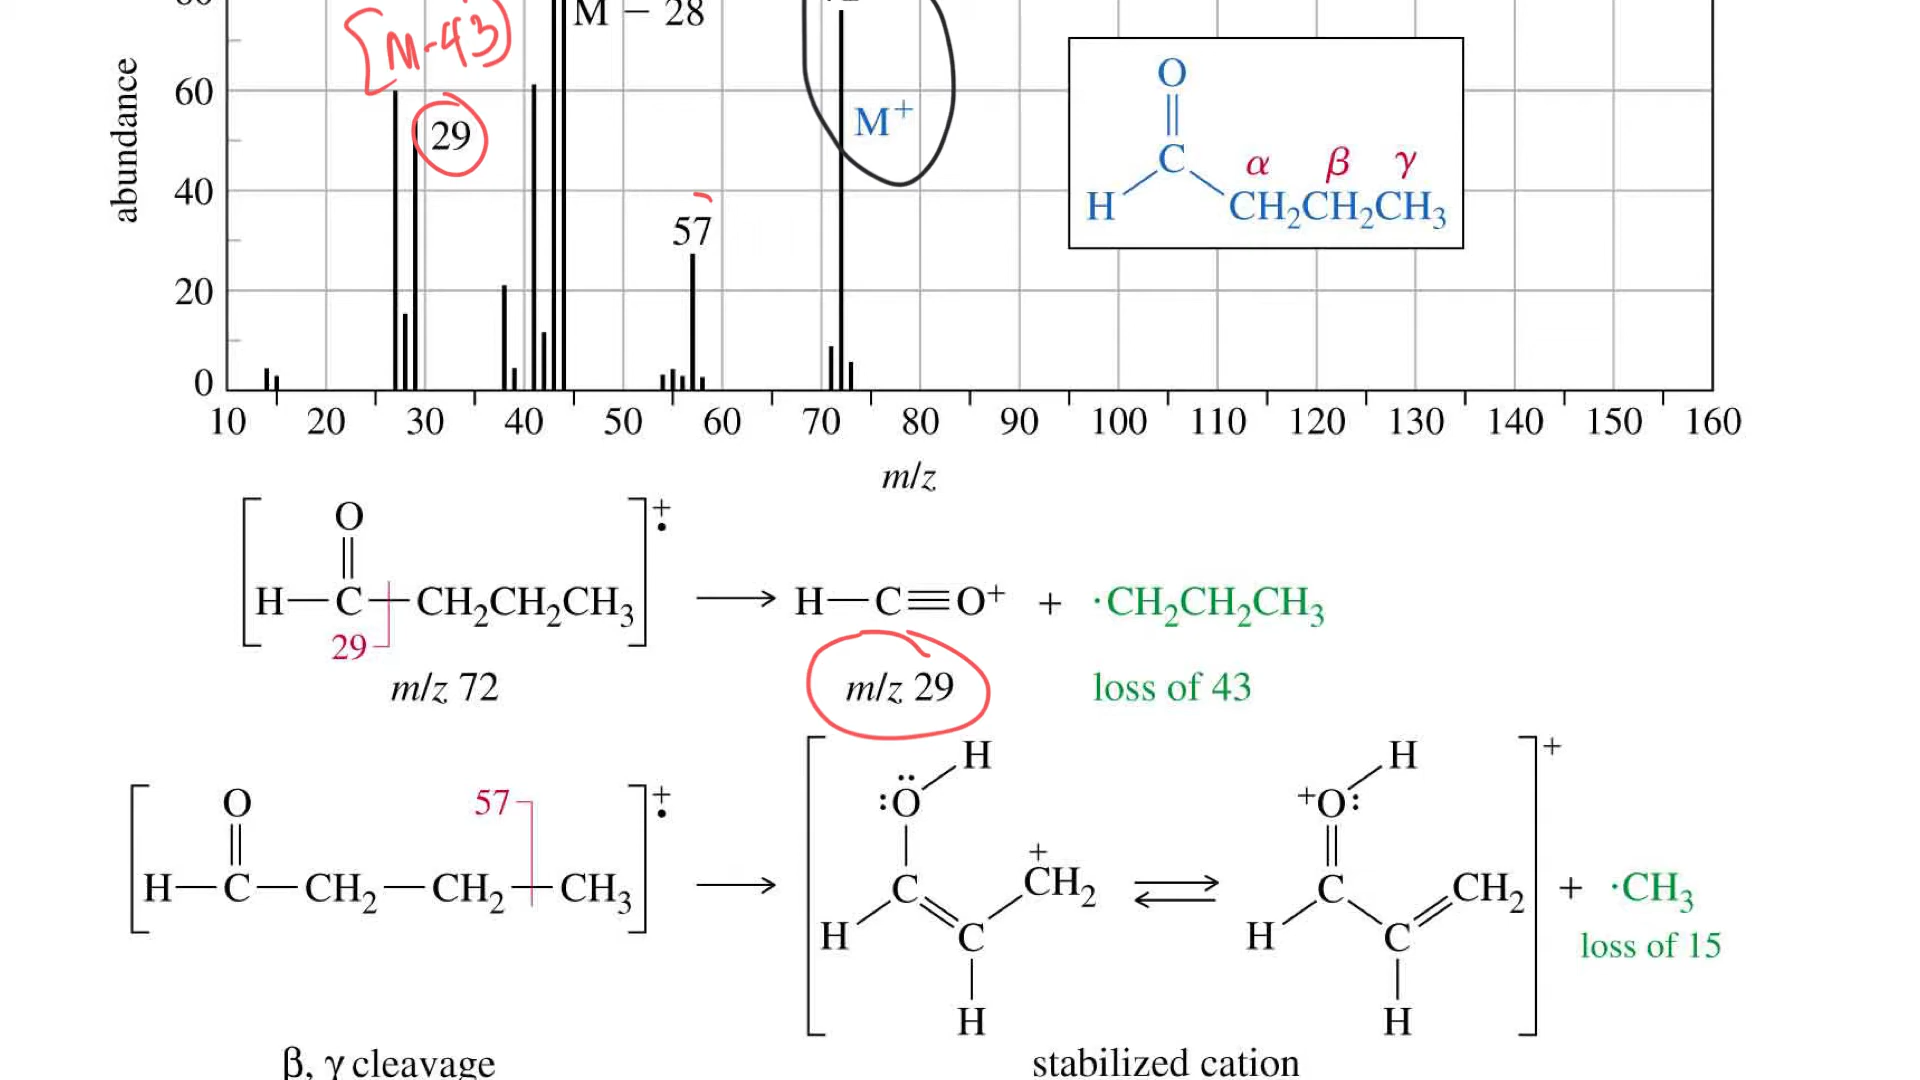 [M-43]
M − 28
abundance
60
29
40
57
20
0
M+
O
C
α β γ
H
CH2CH2CH3
10 20 30 40 50 60 70 80 90 100 110 120 130 140 150 160
m/z
O
H—C—CH2CH2CH3
29
m/z 72
+
•
H—C≡O+ + ·CH2CH2CH3
m/z 29
loss of 43
O
57
H—C—CH2—CH2—CH3
+
•
H
:O
C
+
CH2
H
C
H
H
+O:
C
CH2
H
C
H
+
+ ·CH3
loss of 15
β, γ cleavage
stabilized cation